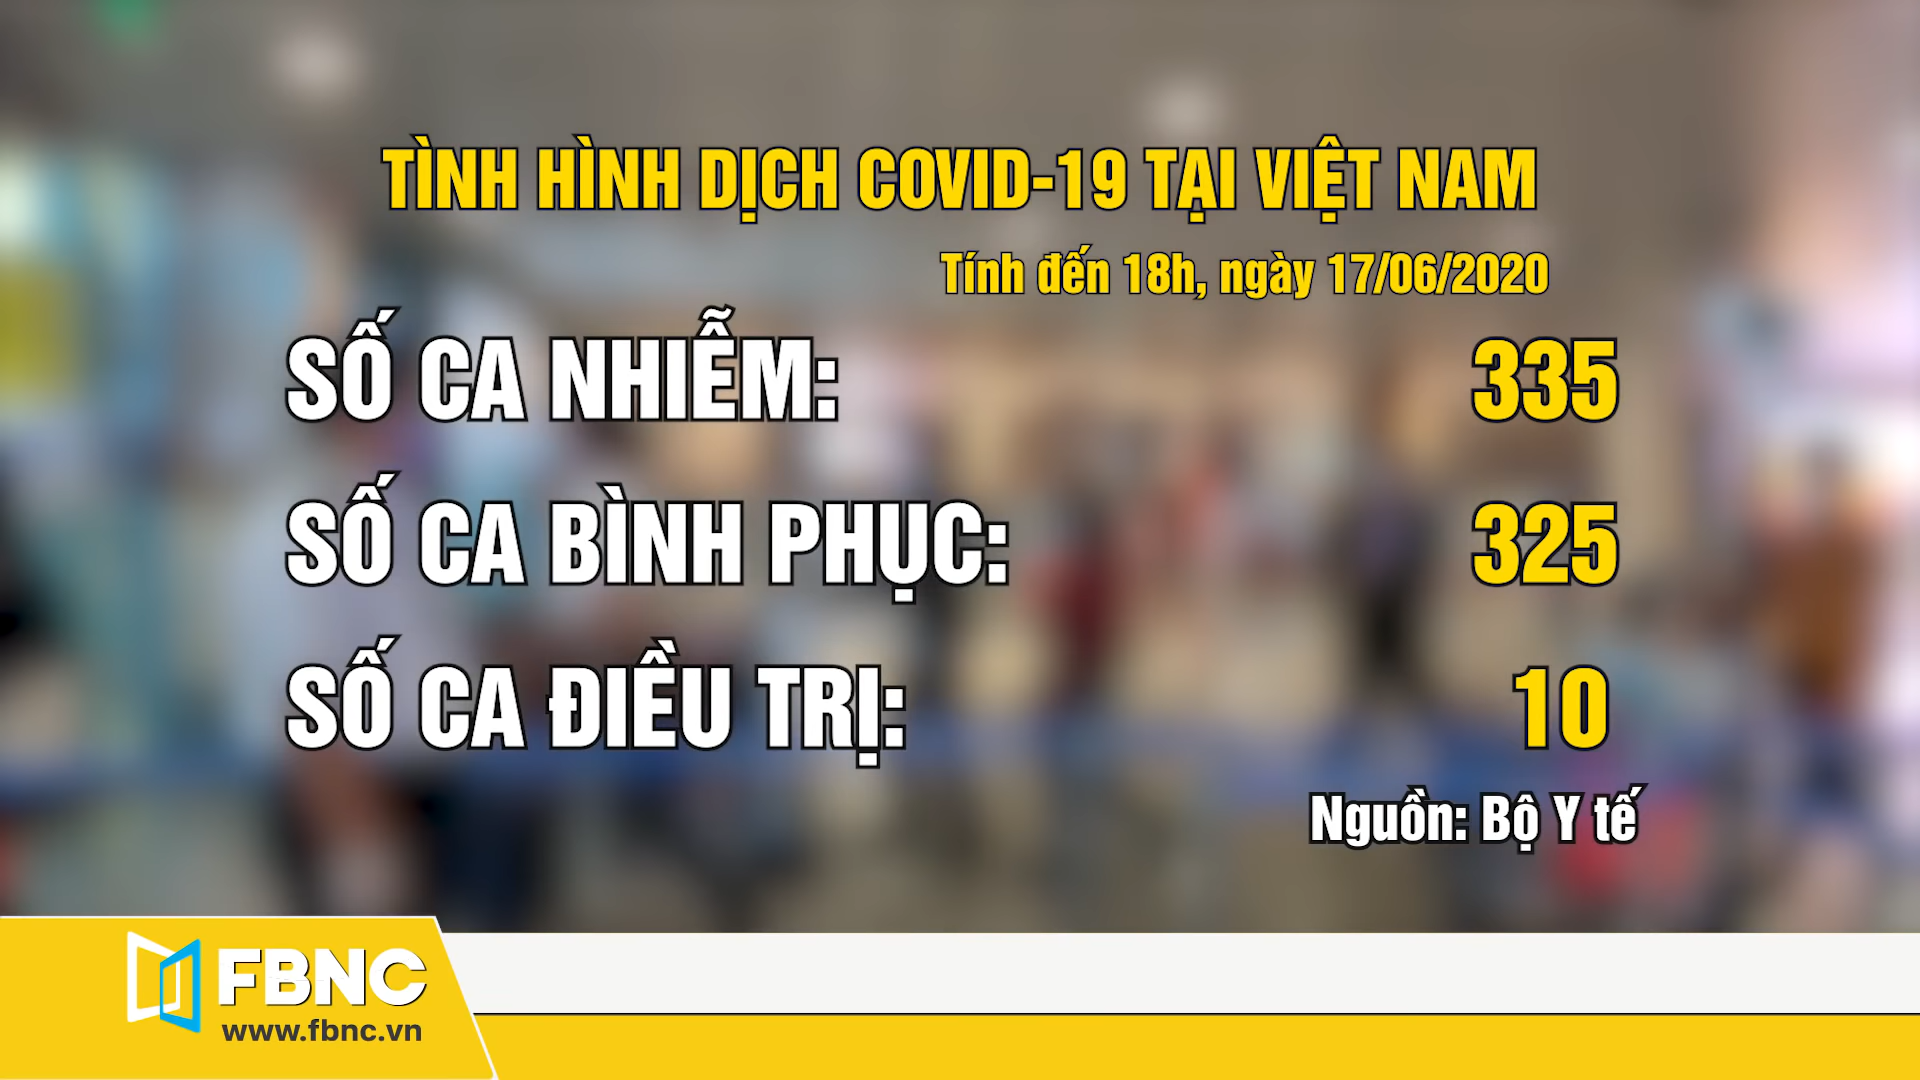 TÌNH HÌNH DỊCH COVID-19 TẠI VIỆT NAM
Tính đến 18h, ngày 17/06/2020
SỐ CA NHIỄM: 335
SỐ CA BÌNH PHỤC: 325
SỐ CA ĐIỀU TRỊ: 10
Nguồn: Bộ Y tế
FBNC
www.fbnc.vn